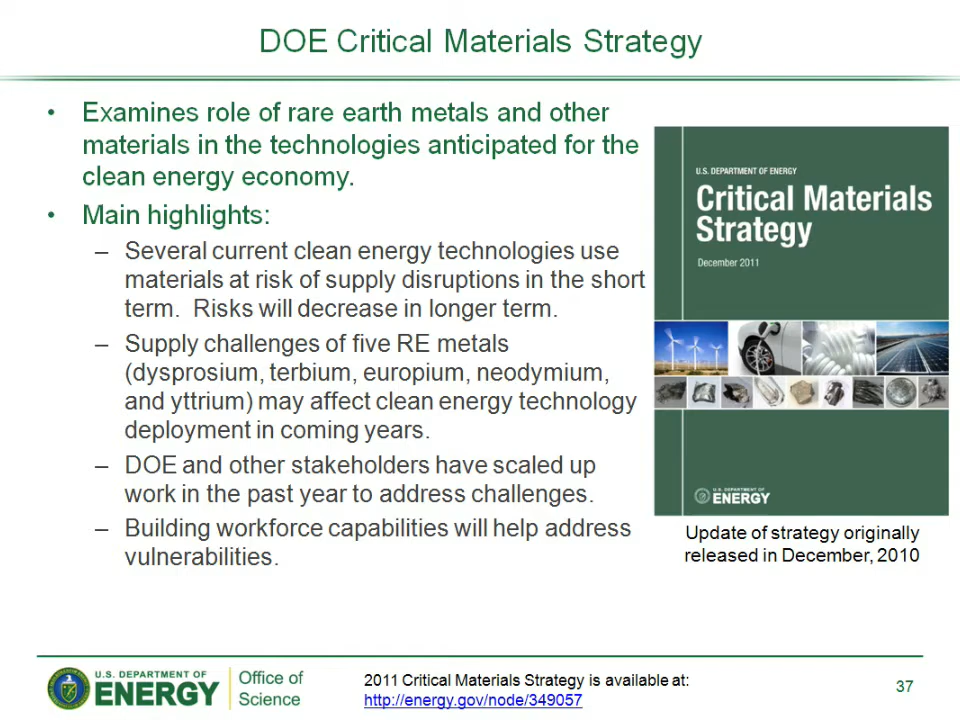 DOE Critical Materials Strategy
• Examines role of rare earth metals and other
materials in the technologies anticipated for the
clean energy economy.
• Main highlights:
– Several current clean energy technologies use
materials at risk of supply disruptions in the short
term.  Risks will decrease in longer term.
– Supply challenges of five RE metals
(dysprosium, terbium, europium, neodymium,
and yttrium) may affect clean energy technology
deployment in coming years.
– DOE and other stakeholders have scaled up
work in the past year to address challenges.
– Building workforce capabilities will help address
vulnerabilities.
U.S. DEPARTMENT OF ENERGY
Critical Materials
Strategy
December 2011
U.S. DEPARTMENT OF
ENERGY
Update of strategy originally
released in December, 2010
U.S. DEPARTMENT OF
ENERGY
Office of
Science
2011 Critical Materials Strategy is available at:
http://energy.gov/node/349057
37